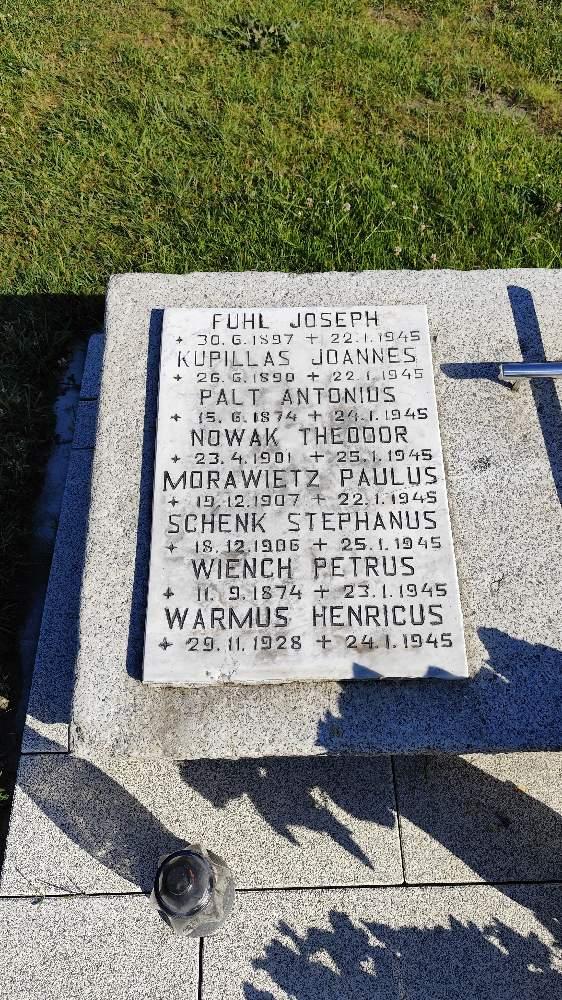 FUHL JOSEPH
+ 30.6.1897 + 22.1.1945
KUPILLAS JOANNES
+ 26.6.1890 + 22.1.1945
PALT ANTONIUS
+ 15.6.1874 + 24.1.1945
NOWAK THEODOR
+ 23.4.1901 + 25.1.1945
MORAWIETZ PAULUS
+ 19.12.1907 + 22.1.1945
SCHENK STEPHANUS
+ 18.12.1906 + 25.1.1945
WIENCH PETRUS
+ 11.9.1874 + 23.1.1945
WARMUS HENRICUS
+ 29.11.1928 + 24.1.1945